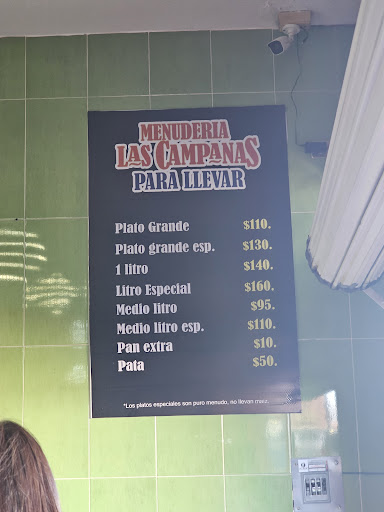 MENUDERIA
LAS CAMPANAS
PARA LLEVAR
Plato Grande $110.
Plato grande esp. $130.
1 litro $140.
Litro Especial $160.
Medio litro $95.
Medio litro esp. $110.
Pan extra $10.
Pata $50.
*Los platos especiales son puro menudo, no llevan maiz.